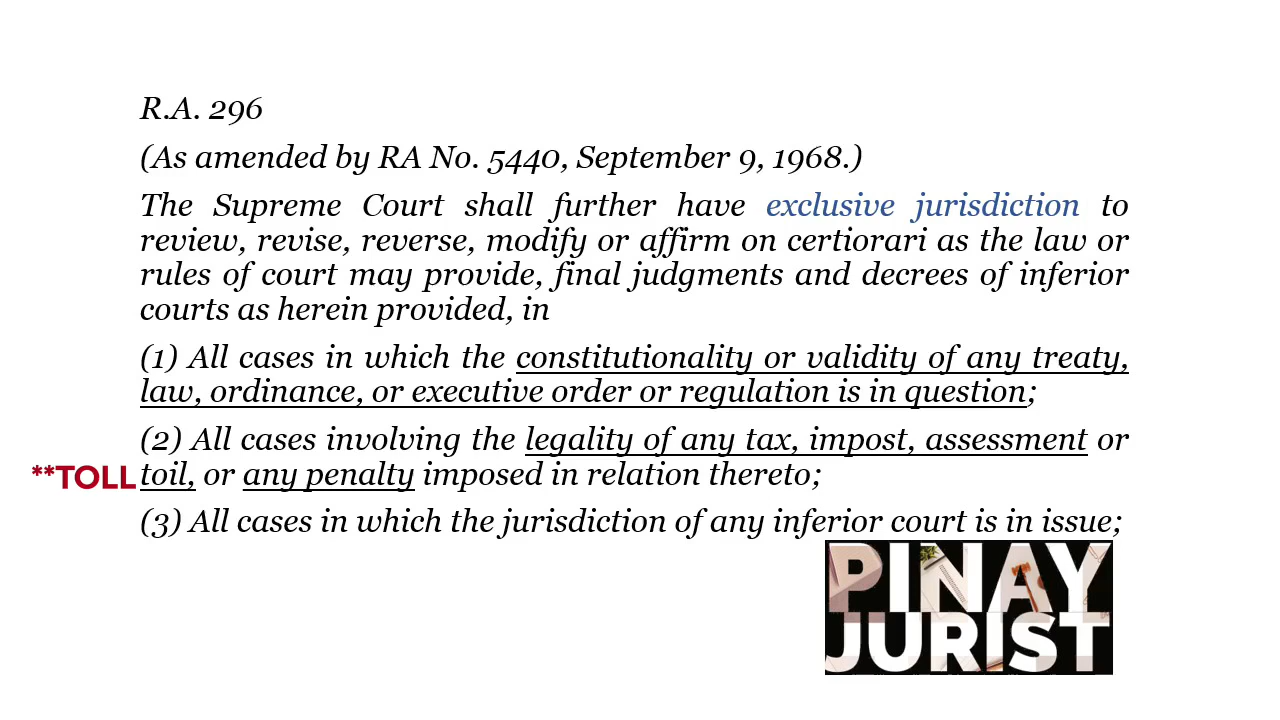 R.A. 296
(As amended by RA No. 5440, September 9, 1968.)
The Supreme Court shall further have exclusive jurisdiction to
review, revise, reverse, modify or affirm on certiorari as the law or
rules of court may provide, final judgments and decrees of inferior
courts as herein provided, in
(1) All cases in which the constitutionality or validity of any treaty,
law, ordinance, or executive order or regulation is in question;
(2) All cases involving the legality of any tax, impost, assessment or
**TOLL toil, or any penalty imposed in relation thereto;
(3) All cases in which the jurisdiction of any inferior court is in issue;
PINAY
JURIST